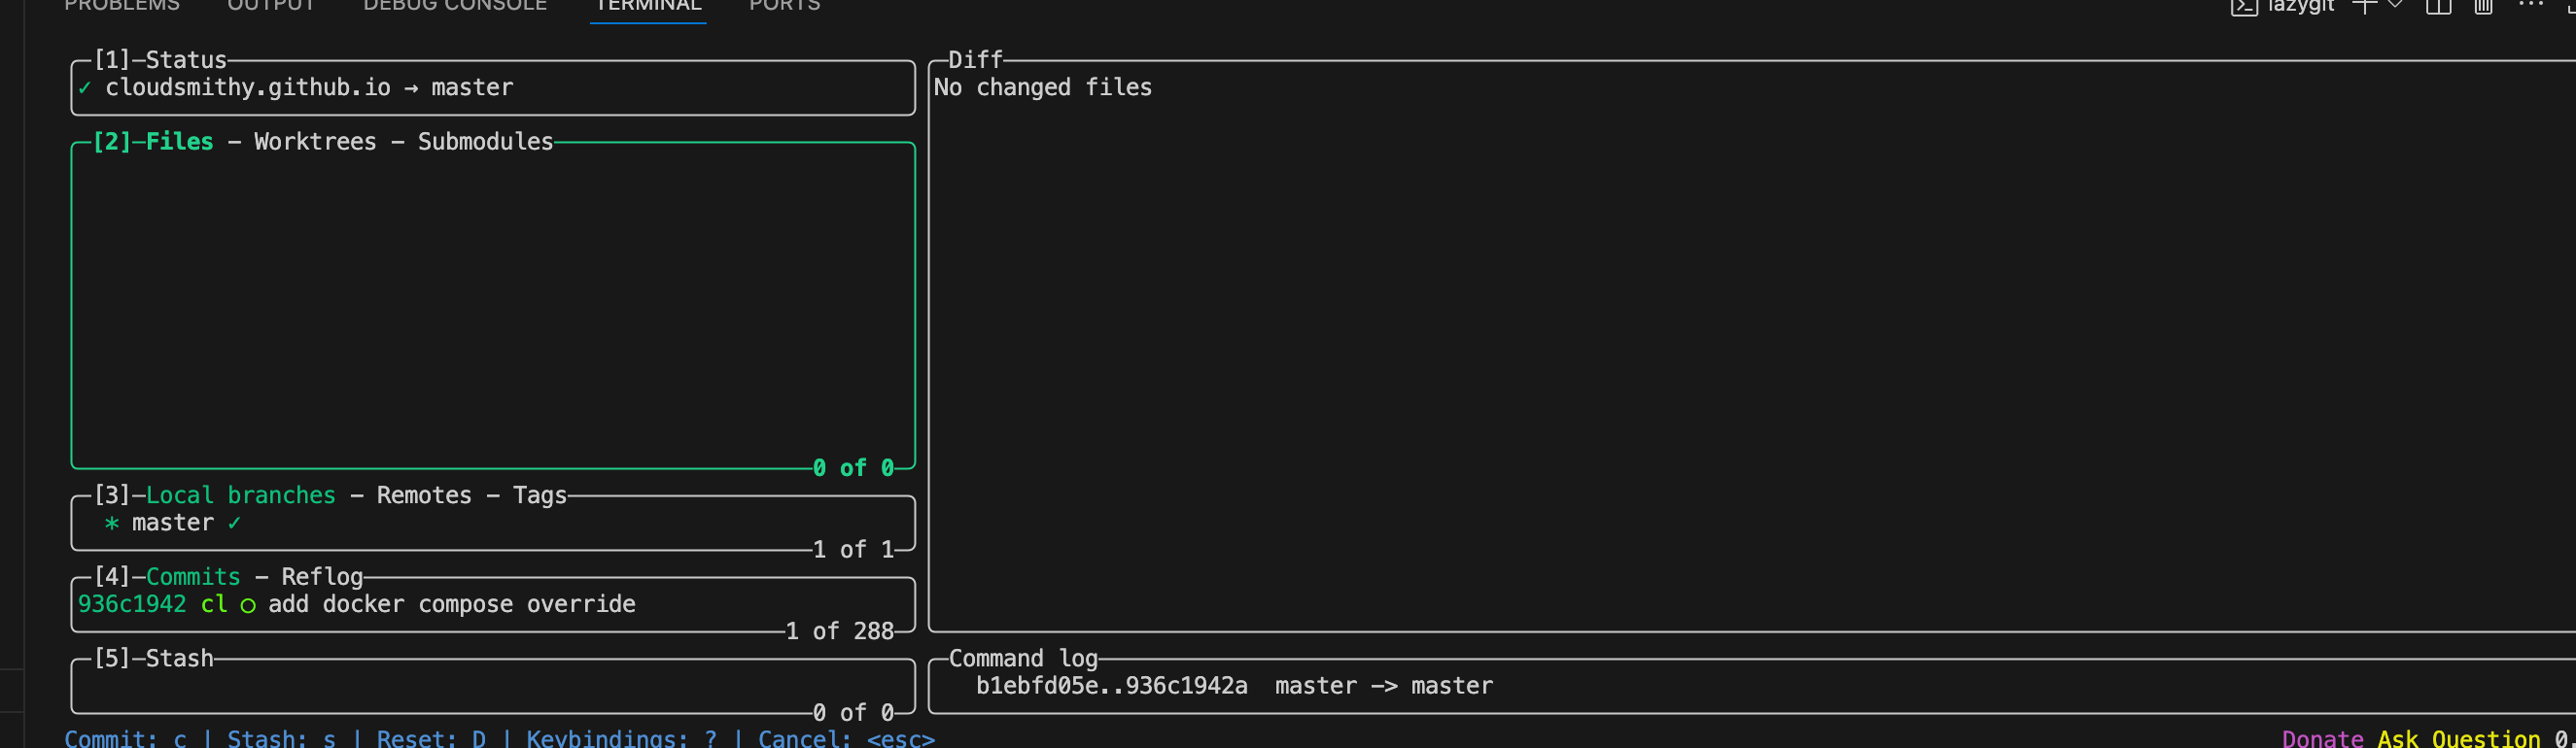 PROBLEMS OUTPUT DEBUG CONSOLE TERMINAL PORTS
lazygit
[1]—Status
✓ cloudsmithy.github.io → master
[2]—Files — Worktrees — Submodules
0 of 0
[3]—Local branches — Remotes — Tags
* master ✓
1 of 1
[4]—Commits — Reflog
936c1942 cl ○ add docker compose override
1 of 288
[5]—Stash
0 of 0
Diff
No changed files
Command log
b1ebfd05e..936c1942a master —> master
Commit: c | Stash: s | Reset: D | Keybindings: ? | Cancel: <esc>
Donate Ask Question 0.